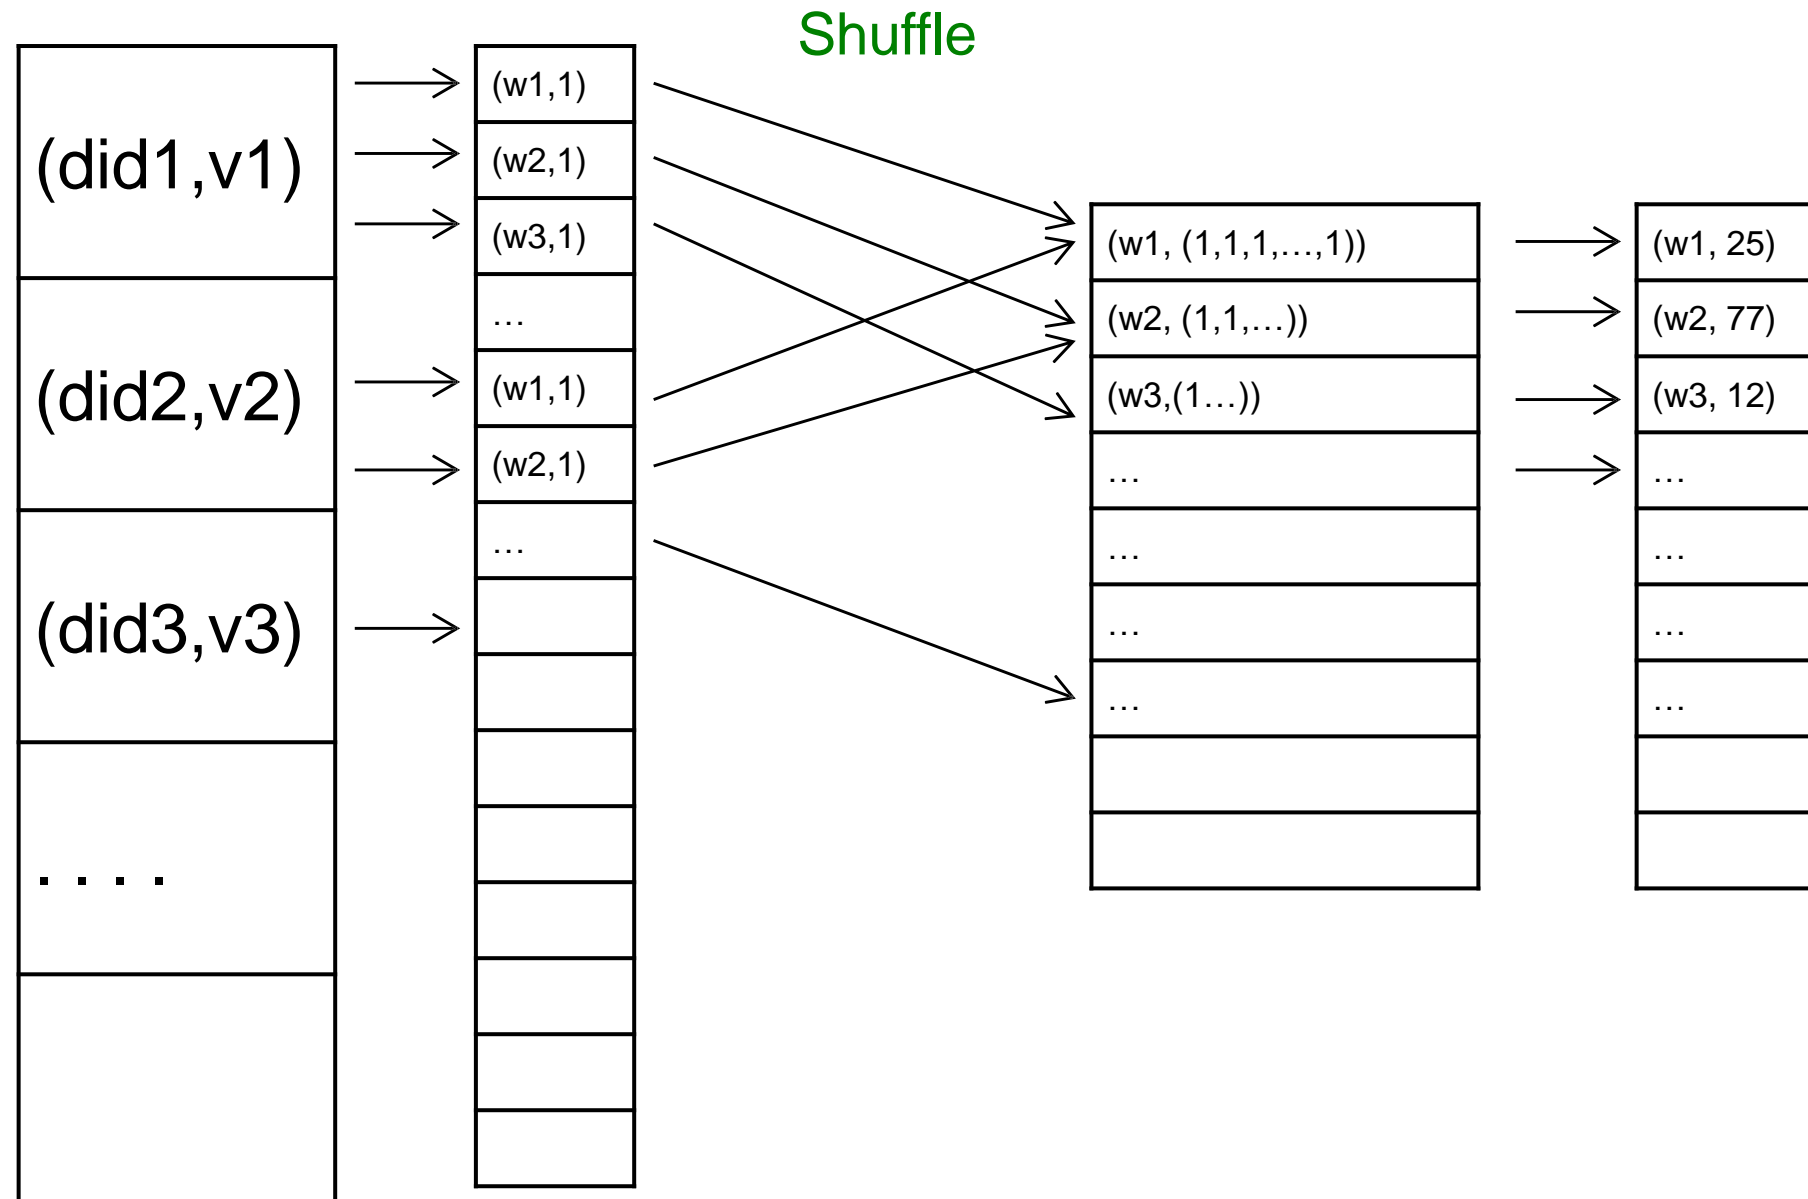 Shuffle
(did1,v1)
(did2,v2)
(did3,v3)
. . . .
(w1,1)
(w2,1)
(w3,1)
…
(w1,1)
(w2,1)
…
(w1, (1,1,1,…,1))
(w2, (1,1,…))
(w3,(1…))
…
…
…
…
(w1, 25)
(w2, 77)
(w3, 12)
…
…
…
…